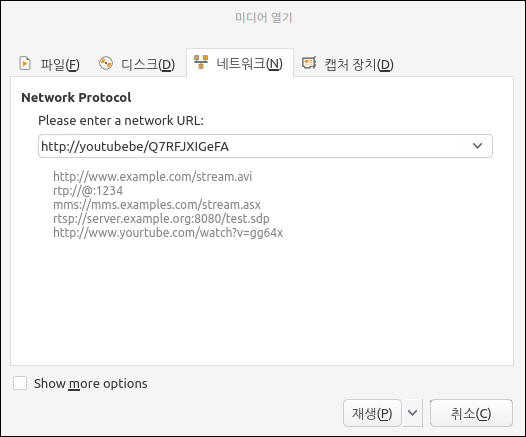 미디어 열기
파일(F) 디스크(D) 네트워크(N) 캡처 장치(D)
Network Protocol
Please enter a network URL:
http://youtubebe/Q7RFJXIGeFA
http://www.example.com/stream.avi
rtp://@:1234
mms://mms.examples.com/stream.asx
rtsp://server.example.org:8080/test.sdp
http://www.yourtube.com/watch?v=gg64x
Show more options
재생(P) 취소(C)